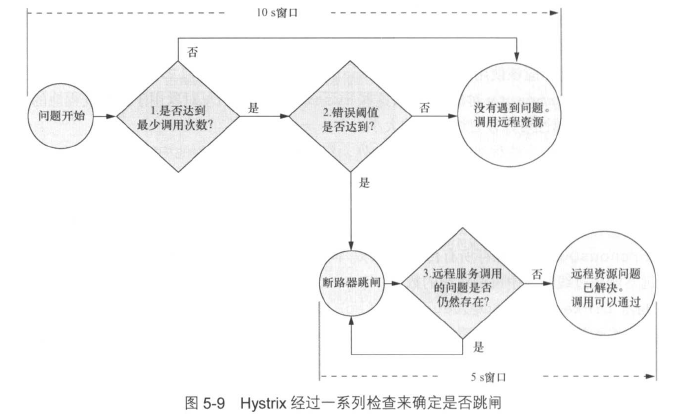 10 s窗口
否
问题开始
1.是否达到
最少调用次数?
是
2.错误阈值
是否达到?
否
没有遇到问题。
调用远程资源
是
断路器跳闸
3.远程服务调用
的问题是否
仍然存在?
否
远程资源问题
已解决。
调用可以通过
是
5 s窗口
图 5-9 Hystrix 经过一系列检查来确定是否跳闸